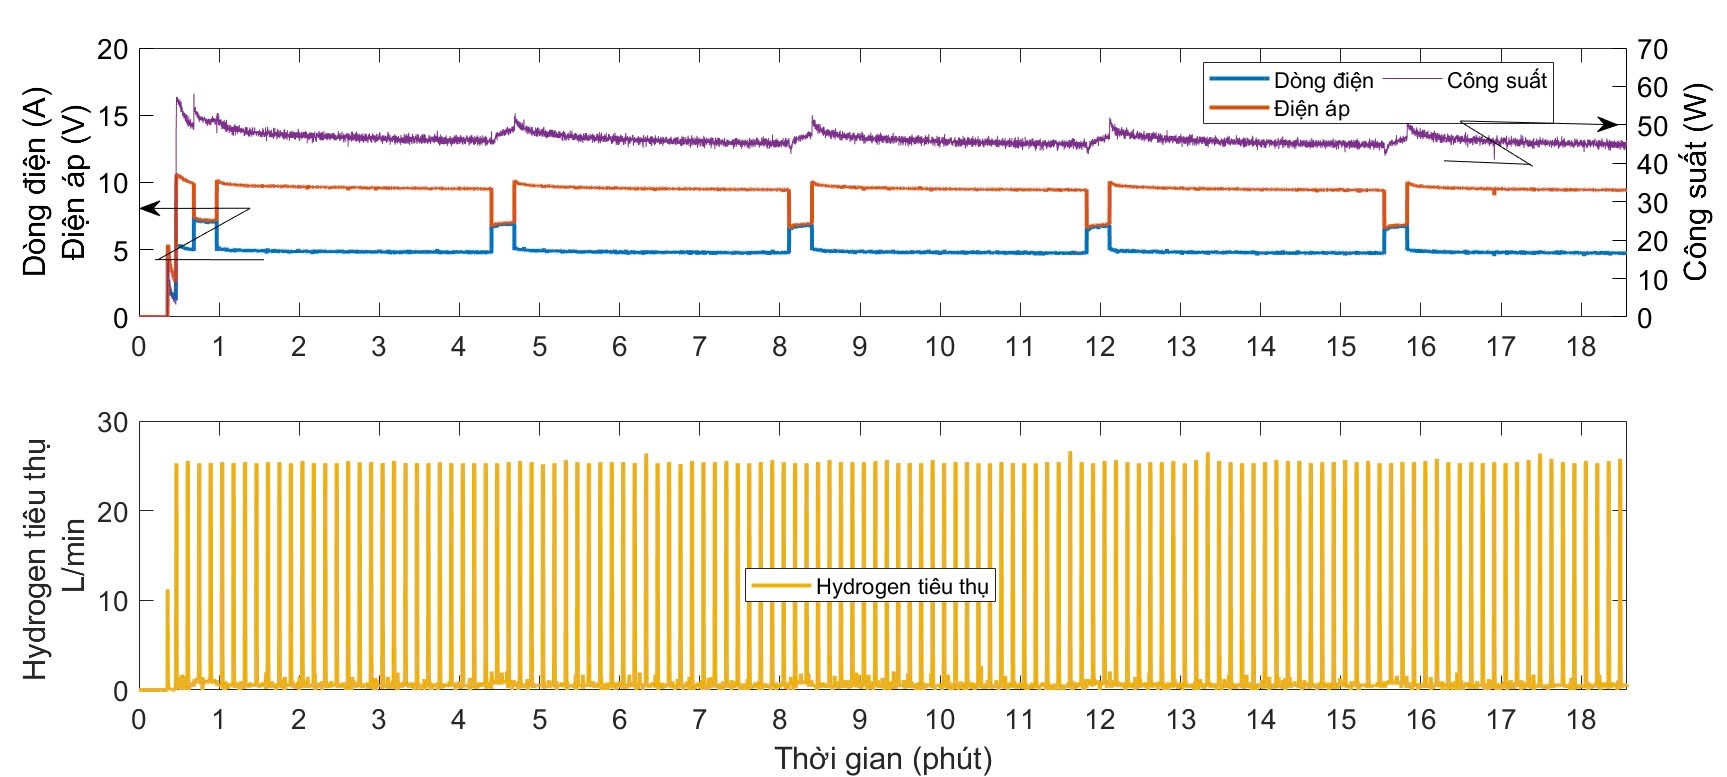 Dòng điện (A)
Điện áp (V)
20
15
10
5
0
70
60
50
40
30
20
10
0
Công suất (W)
Dòng điện
Công suất
Điện áp
0 1 2 3 4 5 6 7 8 9 10 11 12 13 14 15 16 17 18
Hydrogen tiêu thụ
L/min
30
20
10
0
Hydrogen tiêu thụ
0 1 2 3 4 5 6 7 8 9 10 11 12 13 14 15 16 17 18
Thời gian (phút)